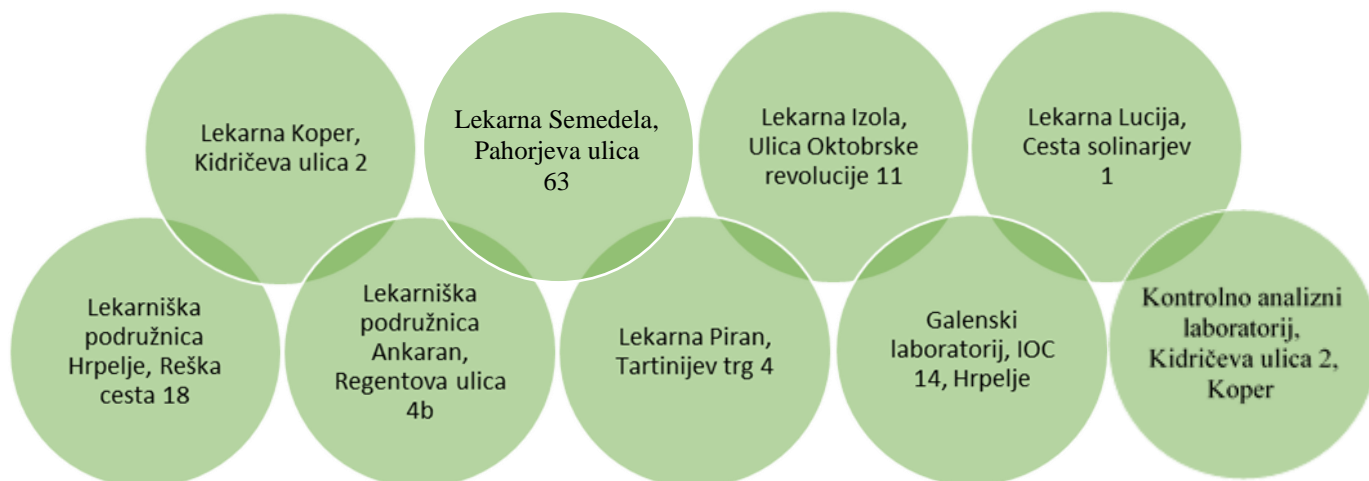 Lekarna Koper,
Kidričeva ulica 2
Lekarna Semedela,
Pahorjeva ulica
63
Lekarna Izola,
Ulica Oktobrske
revolucije 11
Lekarna Lucija,
Cesta solinarjev
1
Lekarniška
podružnica
Hrpelje, Reška
cesta 18
Lekarniška
podružnica
Ankaran,
Regentova ulica
4b
Lekarna Piran,
Tartinijev trg 4
Galenski
laboratorij, IOC
14, Hrpelje
Kontrolno analizni
laboratorij,
Kidričeva ulica 2,
Koper